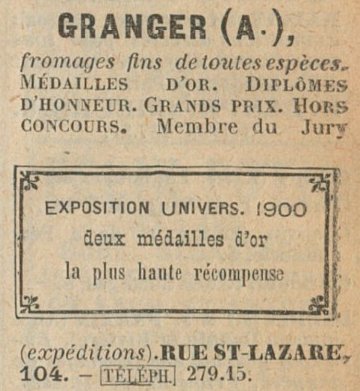 GRANGER (A.),
fromages fins de toutes espèces.
MÉDAILLES D'OR. DIPLÔMES
D'HONNEUR. GRANDS PRIX. HORS
CONCOURS. Membre du Jury
EXPOSITION UNIVERS. 1900
deux médailles d'or
la plus haute récompense
(expéditions). RUE ST-LAZARE,
104. – TÉLÉPH. 279.15.